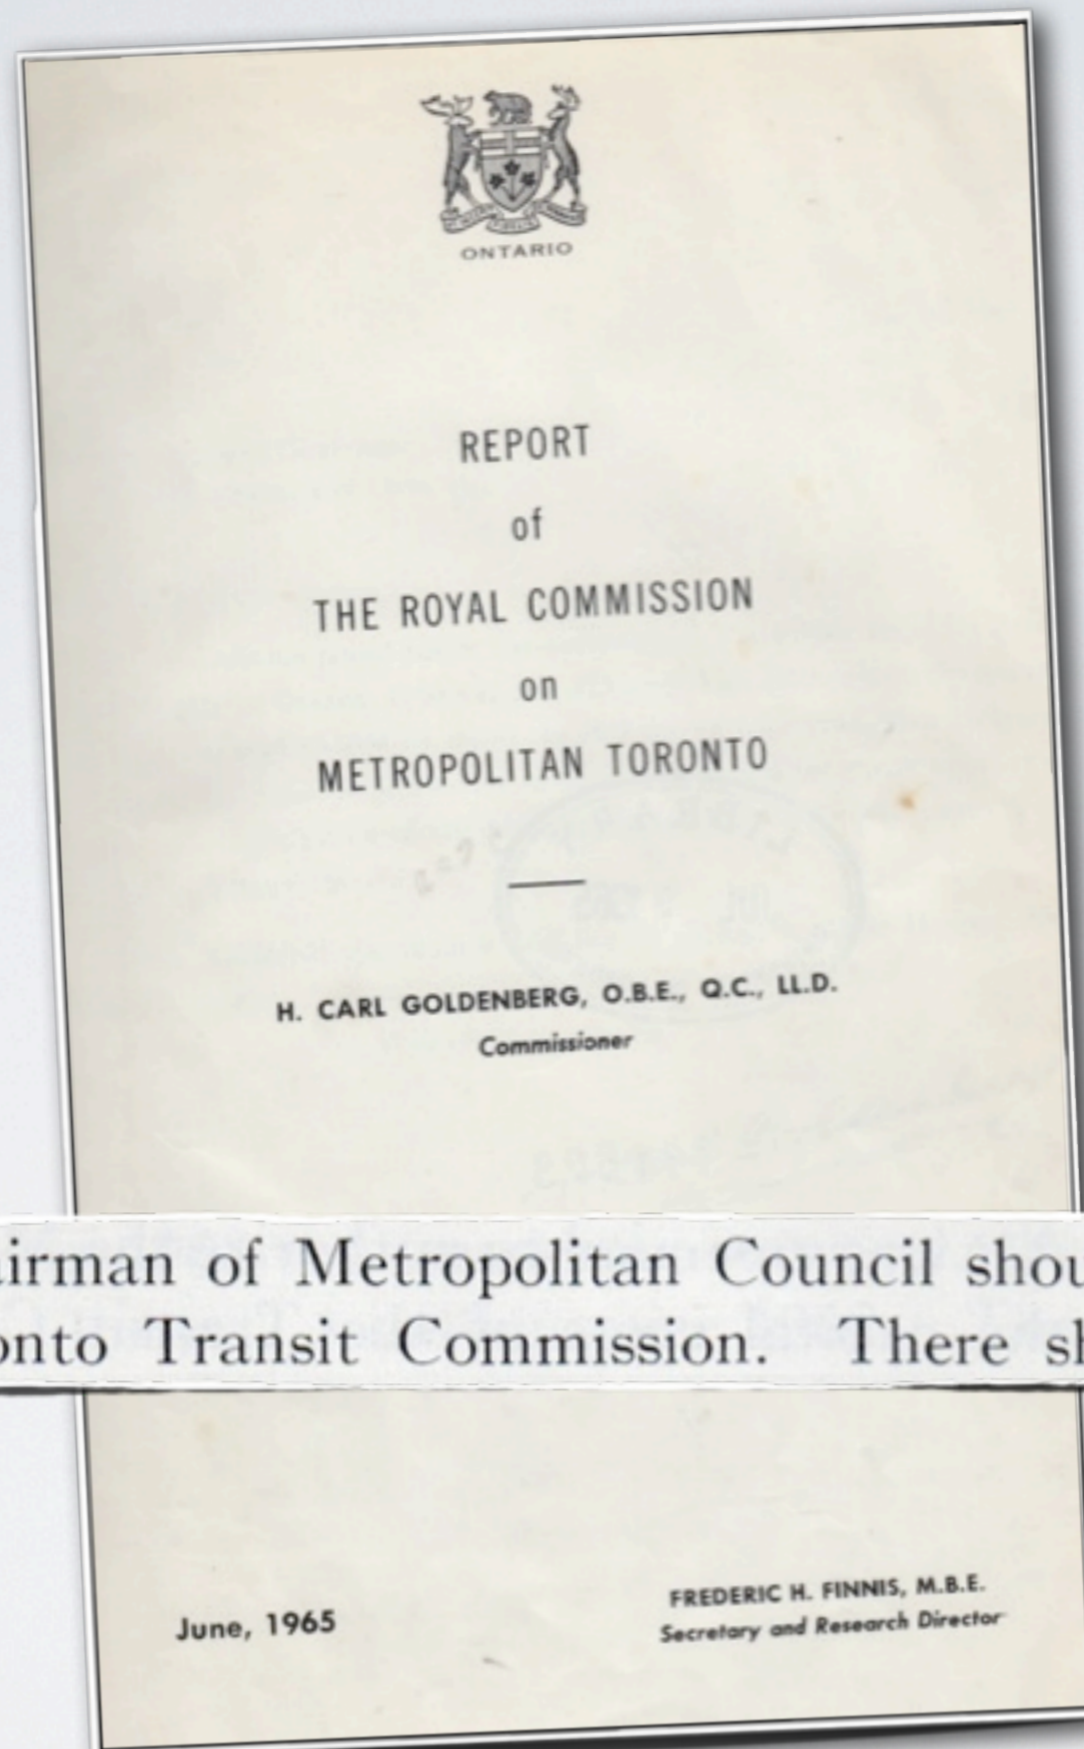 ONTARIO
REPORT
of
THE ROYAL COMMISSION
on
METROPOLITAN TORONTO
H. CARL GOLDENBERG, O.B.E., Q.C., LL.D.
Commissioner
airman of Metropolitan Council shou
onto Transit Commission. There sh
June, 1965
FREDERIC H. FINNIS, M.B.E.
Secretary and Research Director